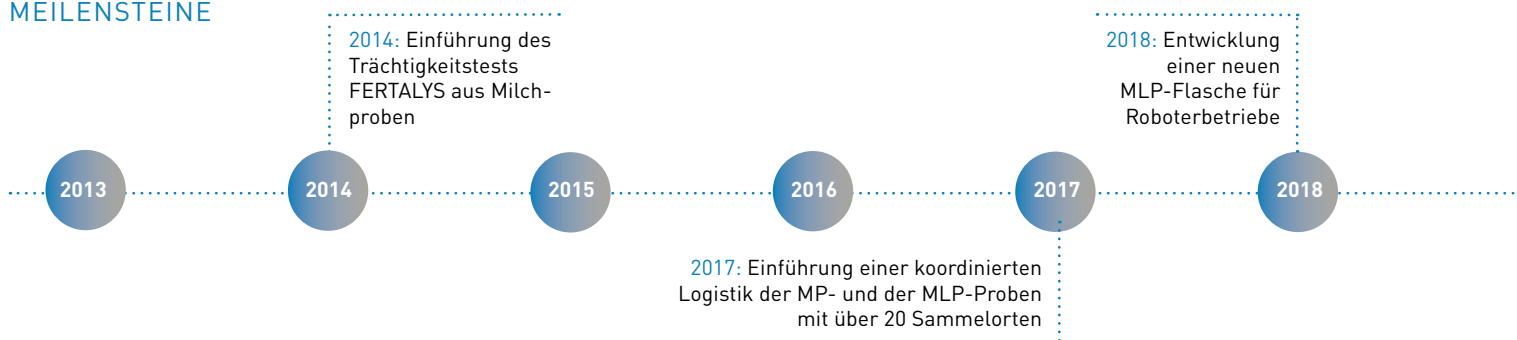 MEILENSTEINE
2014: Einführung des
Trächtigkeitstests
FERTALYS aus Milch-
proben
2018: Entwicklung
einer neuen
MLP-Flasche für
Roboterbetriebe
2013
2014
2015
2016
2017
2018
2017: Einführung einer koordinierten
Logistik der MP- und der MLP-Proben
mit über 20 Sammelorten